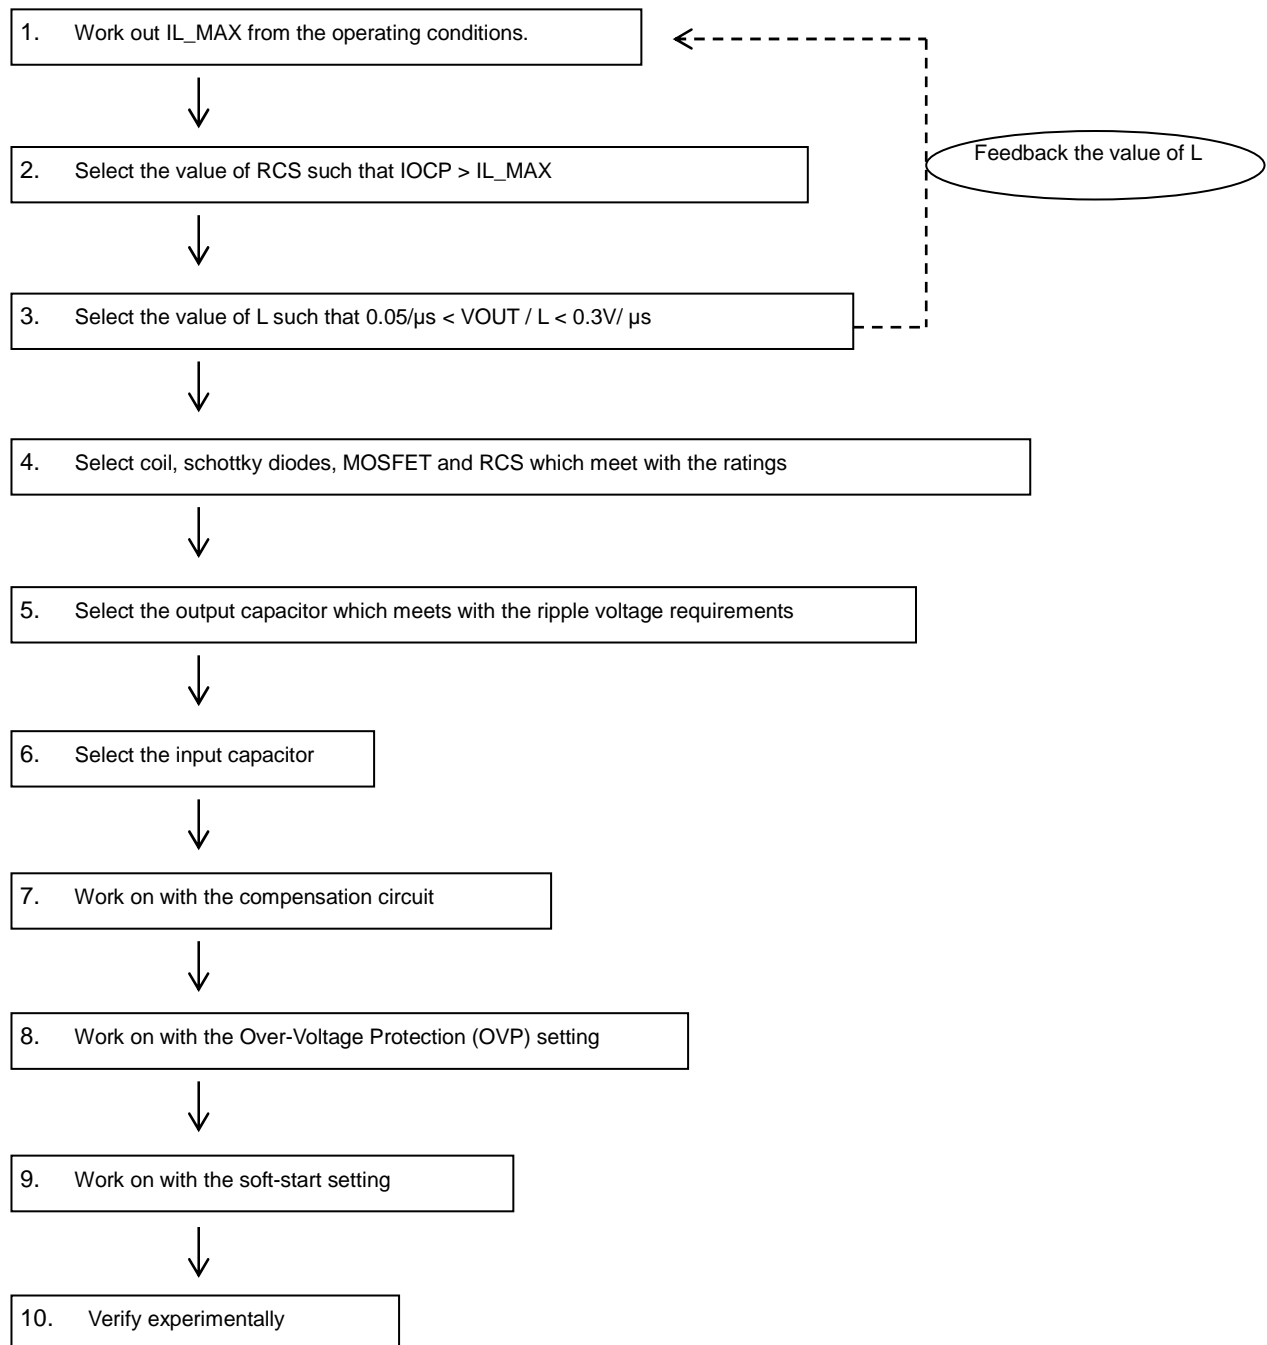 1. Work out IL_MAX from the operating conditions.
Feedback the value of L
2. Select the value of RCS such that IOCP > IL_MAX
3. Select the value of L such that 0.05/µs < VOUT / L < 0.3V/ µs
4. Select coil, schottky diodes, MOSFET and RCS which meet with the ratings
5. Select the output capacitor which meets with the ripple voltage requirements
6. Select the input capacitor
7. Work on with the compensation circuit
8. Work on with the Over-Voltage Protection (OVP) setting
9. Work on with the soft-start setting
10. Verify experimentally